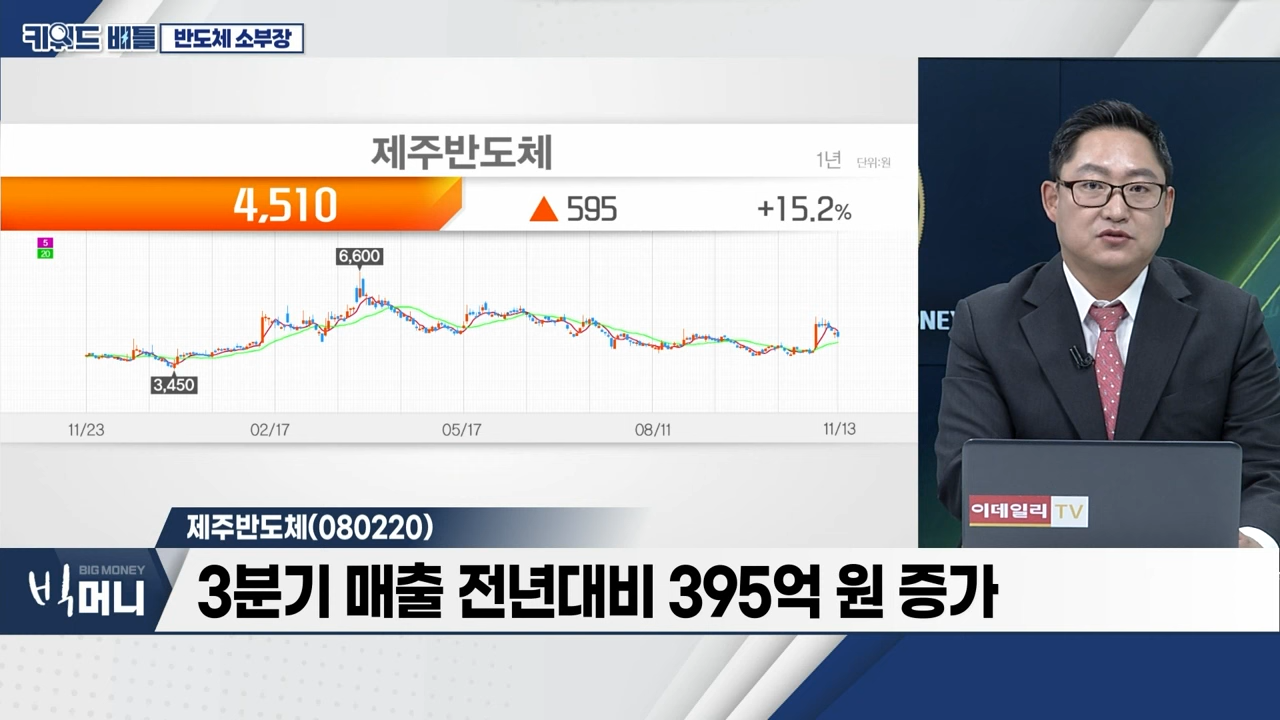 키워드 배틀 반도체 소부장
제주반도체
1년 단위:원
4,510 ▲ 595 +15.2%
5
20
6,600
3,450
11/23 02/17 05/17 08/11 11/13
NEY
이데일리 TV
제주반도체(080220)
BIG MONEY
빅머니
3분기 매출 전년대비 395억 원 증가